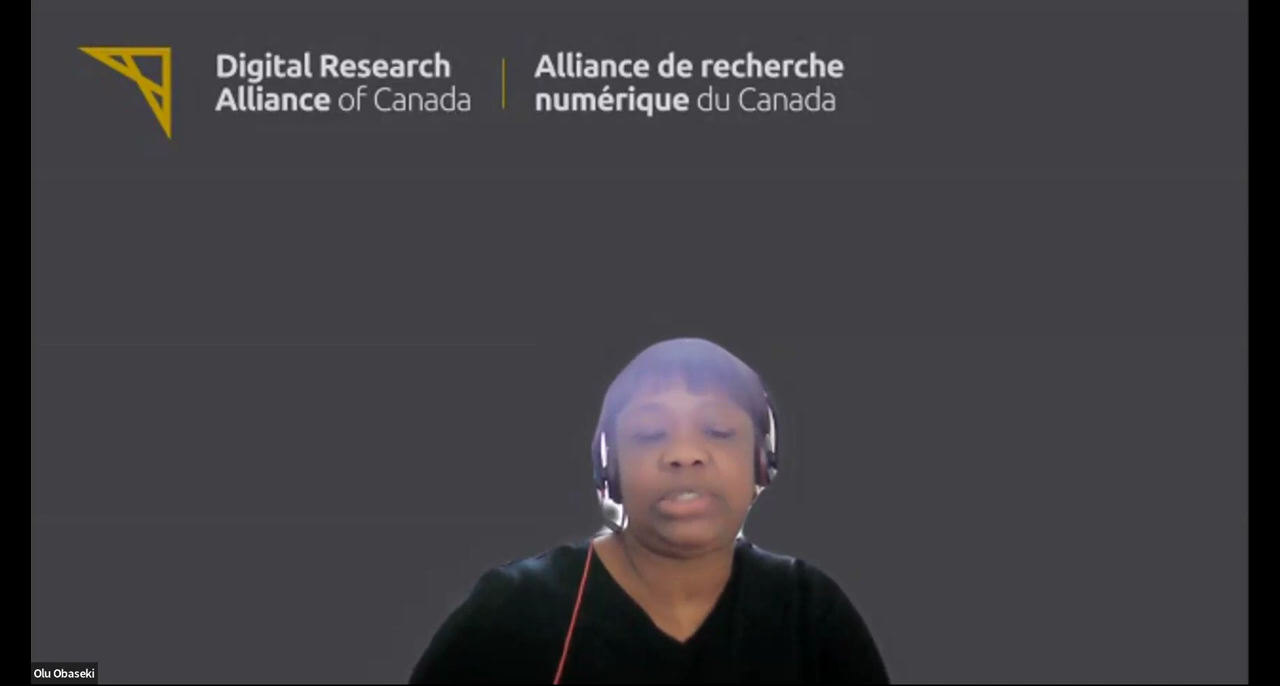 Digital Research
Alliance of Canada
Alliance de recherche
numérique du Canada
Olu Obaseki